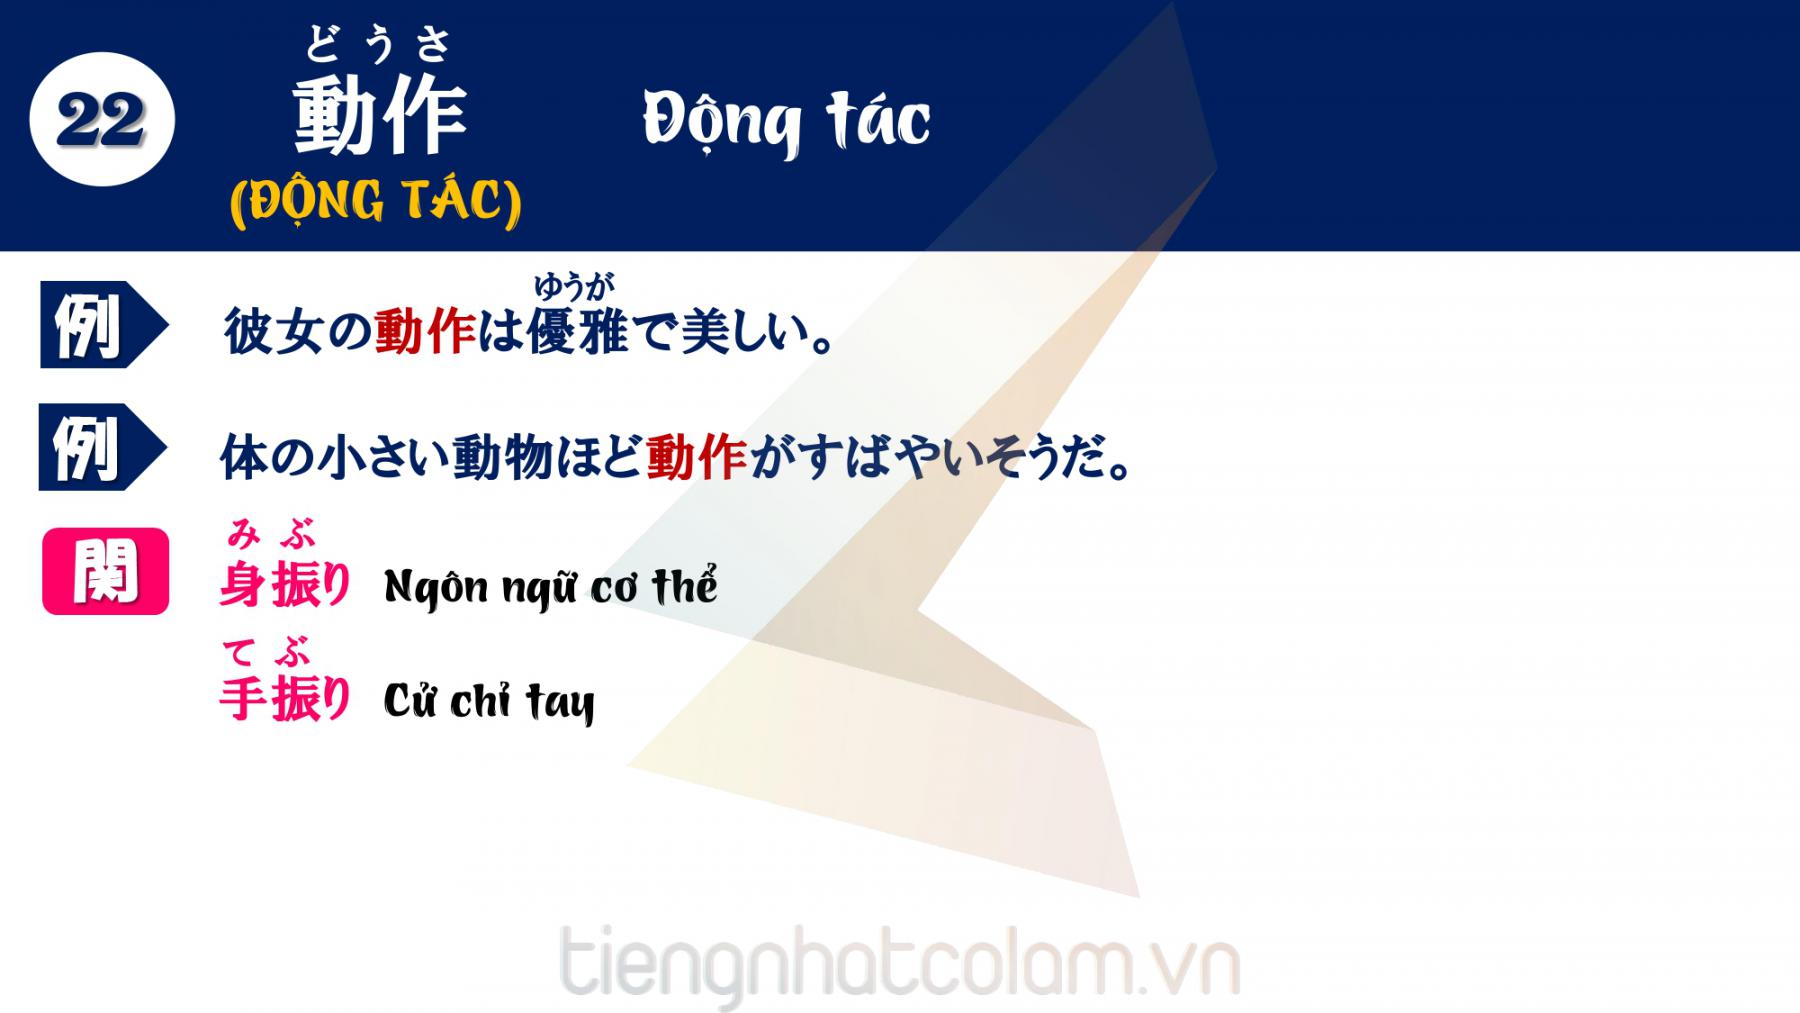 どうさ
22 動作 Động tác
(ĐỘNG TÁC)
ゆうが
例 彼女の動作は優雅で美しい。
例 体の小さい動物ほど動作がすばやいそうだ。
みぶ
関 身振り Ngôn ngữ cơ thể
てぶ
手振り Cử chỉ tay
tiengnhatcolam.vn